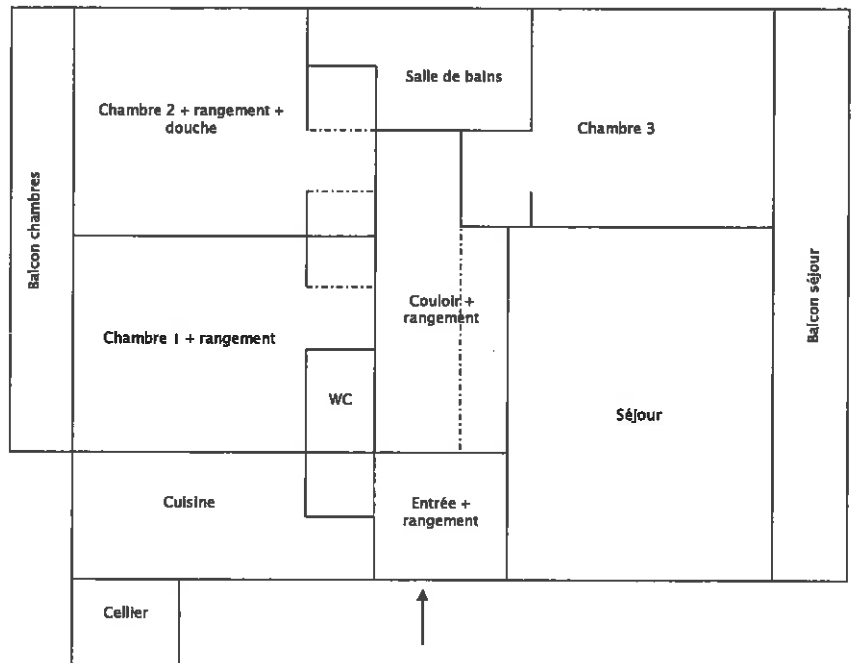 Salle de bains
Chambre 2 + rangement +
douche
Chambre 3
Balcon chambres
Balcon séjour
Couloir +
rangement
Chambre 1 + rangement
WC
Séjour
Cuisine
Entrée +
rangement
Cellier